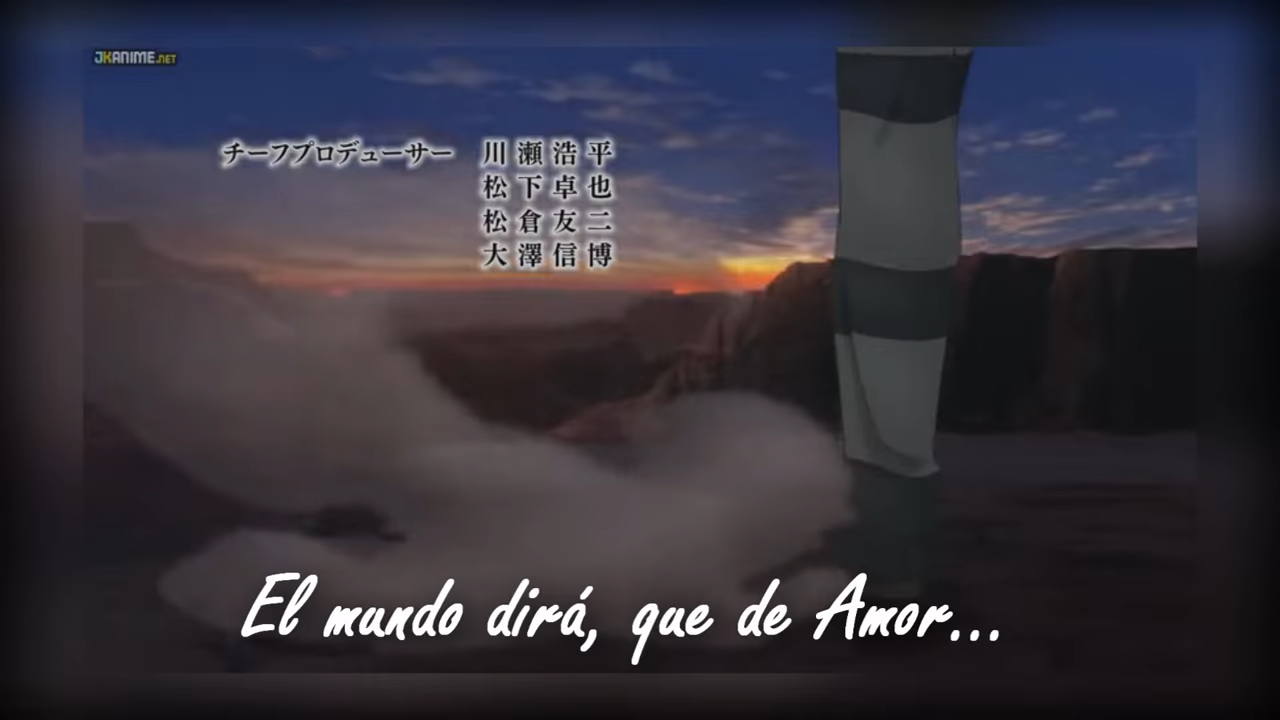 JKANIME.NET
チーフプロデューサー 川瀬浩平
松下卓也
松倉友二
大澤信博
El mundo dirá, que de Amor...